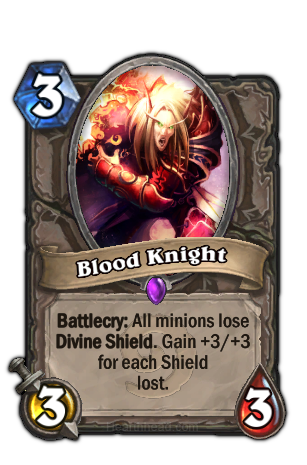 3
Blood Knight
Battlecry: All minions lose
Divine Shield. Gain +3/+3
for each Shield
lost.
3
3